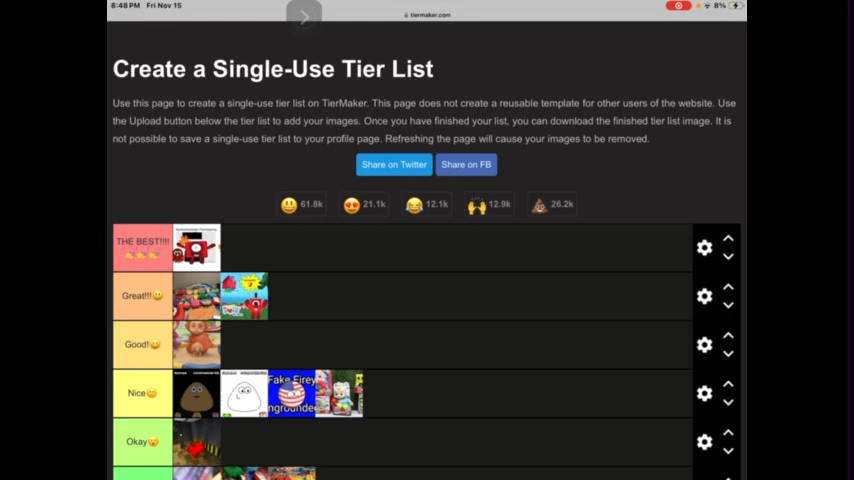 8:48 PM Fri Nov 15
tiermaker.com
8%
Create a Single-Use Tier List
Use this page to create a single-use tier list on TierMaker. This page does not create a reusable template for other users of the website. Use
the Upload button below the tier list to add your images. Once you have finished your list, you can download the finished tier list image. It is
not possible to save a single-use tier list to your profile page. Refreshing the page will cause your images to be removed.
Share on Twitter Share on FB
61.8k 21.1k 12.1k 12.9k 26.2k
THE BEST!!!!
Great!!!
Good!
Nice
Fake Firey
ngrounded
Okay